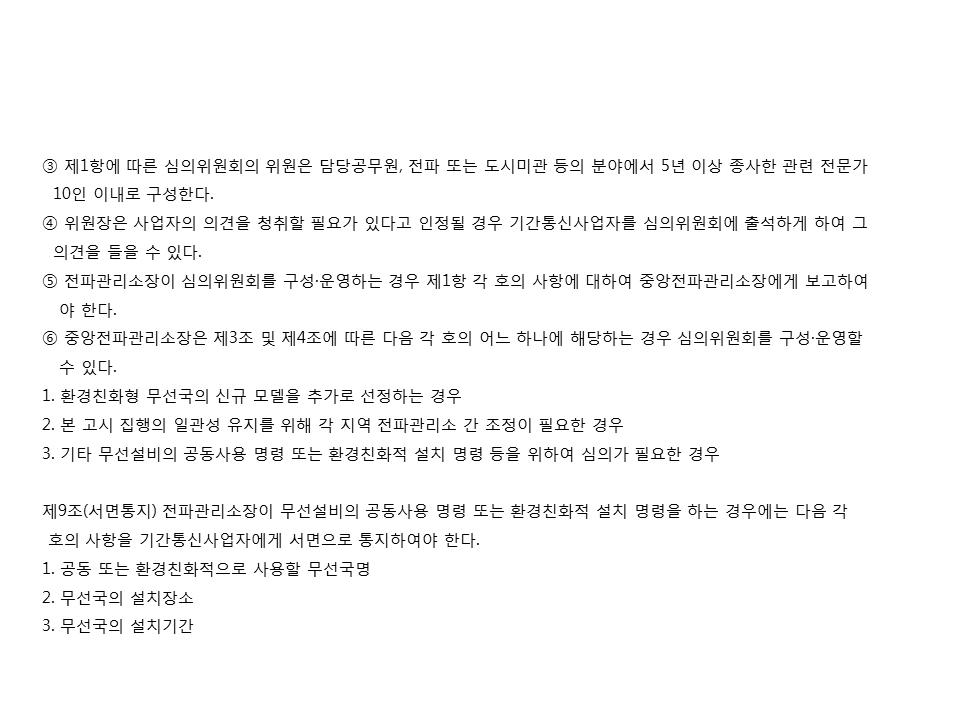 ③ 제1항에 따른 심의위원회의 위원은 담당공무원, 전파 또는 도시미관 등의 분야에서 5년 이상 종사한 관련 전문가
10인 이내로 구성한다.
④ 위원장은 사업자의 의견을 청취할 필요가 있다고 인정될 경우 기간통신사업자를 심의위원회에 출석하게 하여 그
의견을 들을 수 있다.
⑤ 전파관리소장이 심의위원회를 구성·운영하는 경우 제1항 각 호의 사항에 대하여 중앙전파관리소장에게 보고하여
야 한다.
⑥ 중앙전파관리소장은 제3조 및 제4조에 따른 다음 각 호의 어느 하나에 해당하는 경우 심의위원회를 구성·운영할
수 있다.
1. 환경친화형 무선국의 신규 모델을 추가로 선정하는 경우
2. 본 고시 집행의 일관성 유지를 위해 각 지역 전파관리소 간 조정이 필요한 경우
3. 기타 무선설비의 공동사용 명령 또는 환경친화적 설치 명령 등을 위하여 심의가 필요한 경우
제9조(서면통지) 전파관리소장이 무선설비의 공동사용 명령 또는 환경친화적 설치 명령을 하는 경우에는 다음 각
호의 사항을 기간통신사업자에게 서면으로 통지하여야 한다.
1. 공동 또는 환경친화적으로 사용할 무선국명
2. 무선국의 설치장소
3. 무선국의 설치기간